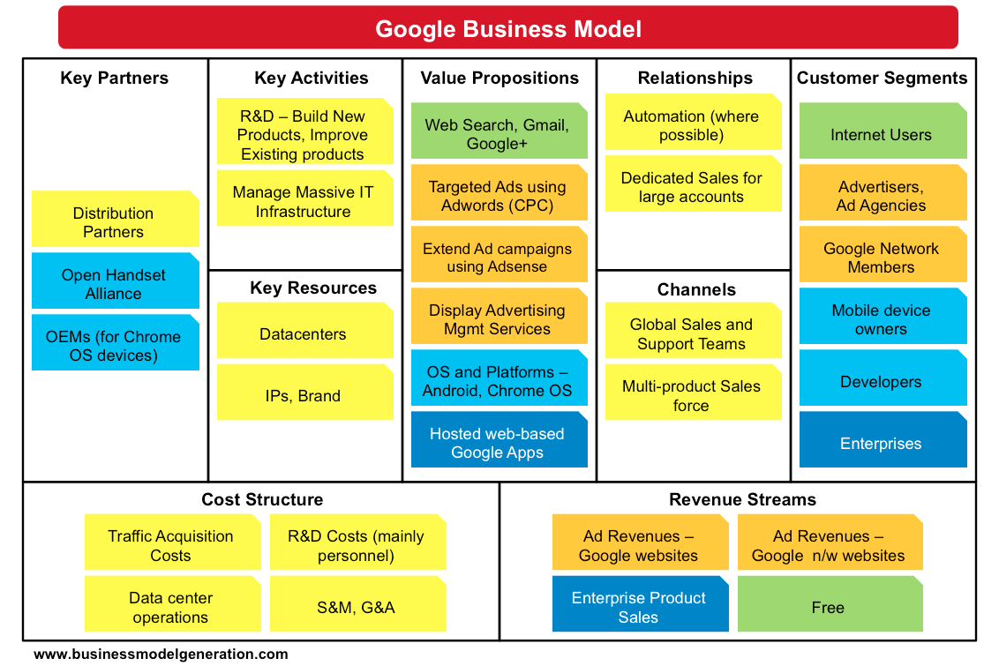 Google Business Model
Key Partners
Distribution
Partners
Open Handset
Alliance
OEMs (for Chrome
OS devices)
Key Activities
R&D – Build New
Products, Improve
Existing products
Manage Massive IT
Infrastructure
Key Resources
Datacenters
IPs, Brand
Value Propositions
Web Search, Gmail,
Google+
Targeted Ads using
Adwords (CPC)
Extend Ad campaigns
using Adsense
Display Advertising
Mgmt Services
OS and Platforms –
Android, Chrome OS
Hosted web-based
Google Apps
Relationships
Automation (where
possible)
Dedicated Sales for
large accounts
Channels
Global Sales and
Support Teams
Multi-product Sales
force
Customer Segments
Internet Users
Advertisers,
Ad Agencies
Google Network
Members
Mobile device
owners
Developers
Enterprises
Cost Structure
Traffic Acquisition
Costs
R&D Costs (mainly
personnel)
Data center
operations
S&M, G&A
Revenue Streams
Ad Revenues –
Google websites
Ad Revenues –
Google n/w websites
Enterprise Product
Sales
Free
www.businessmodelgeneration.com